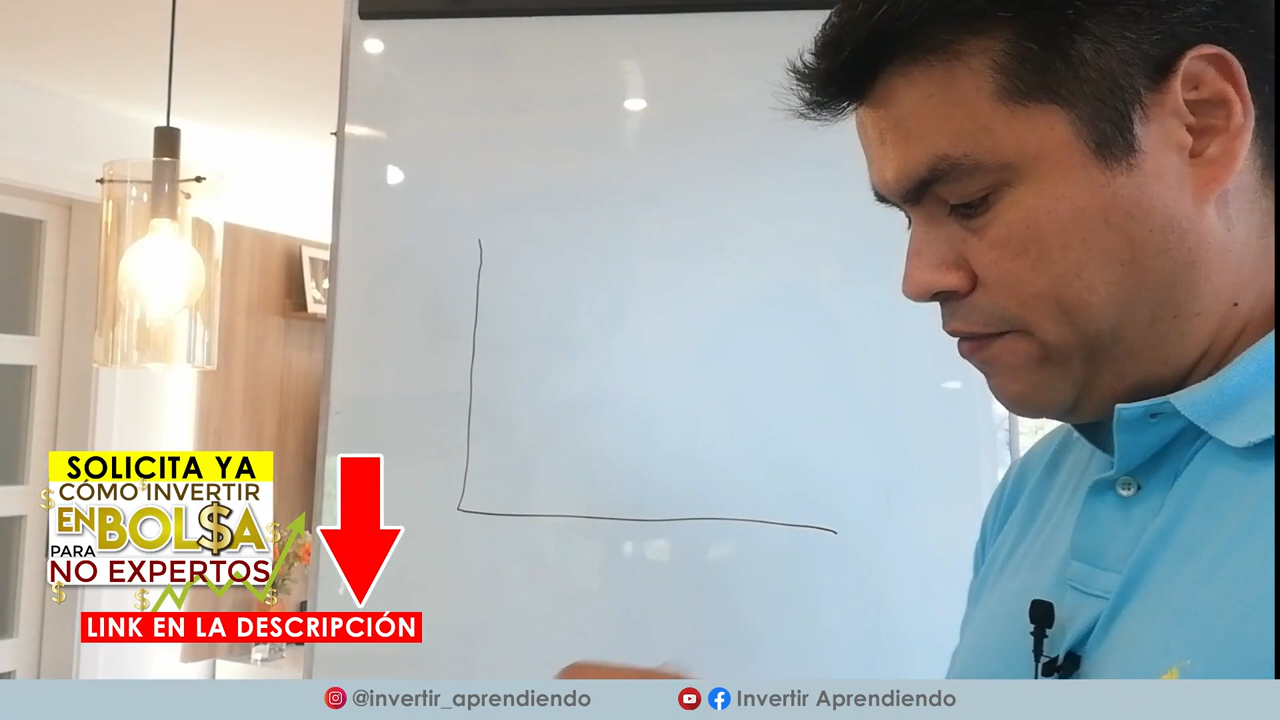 SOLICITA YA
CÓMO INVERTIR
EN BOL$A
PARA
NO EXPERTOS
LINK EN LA DESCRIPCIÓN
@invertir_aprendiendo
Invertir Aprendiendo